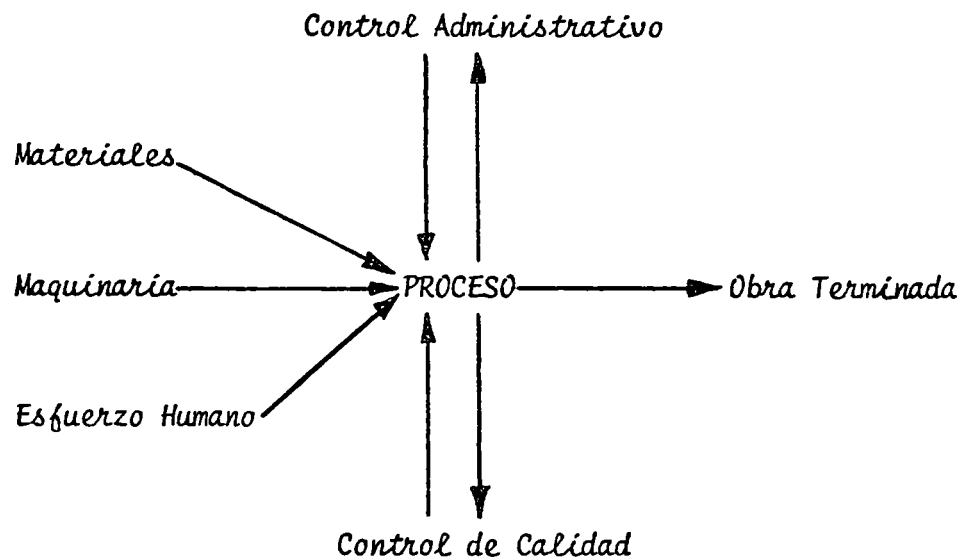 Control Administrativo
Materiales
Maquinaria
PROCESO
Obra Terminada
Esfuerzo Humano
Control de Calidad